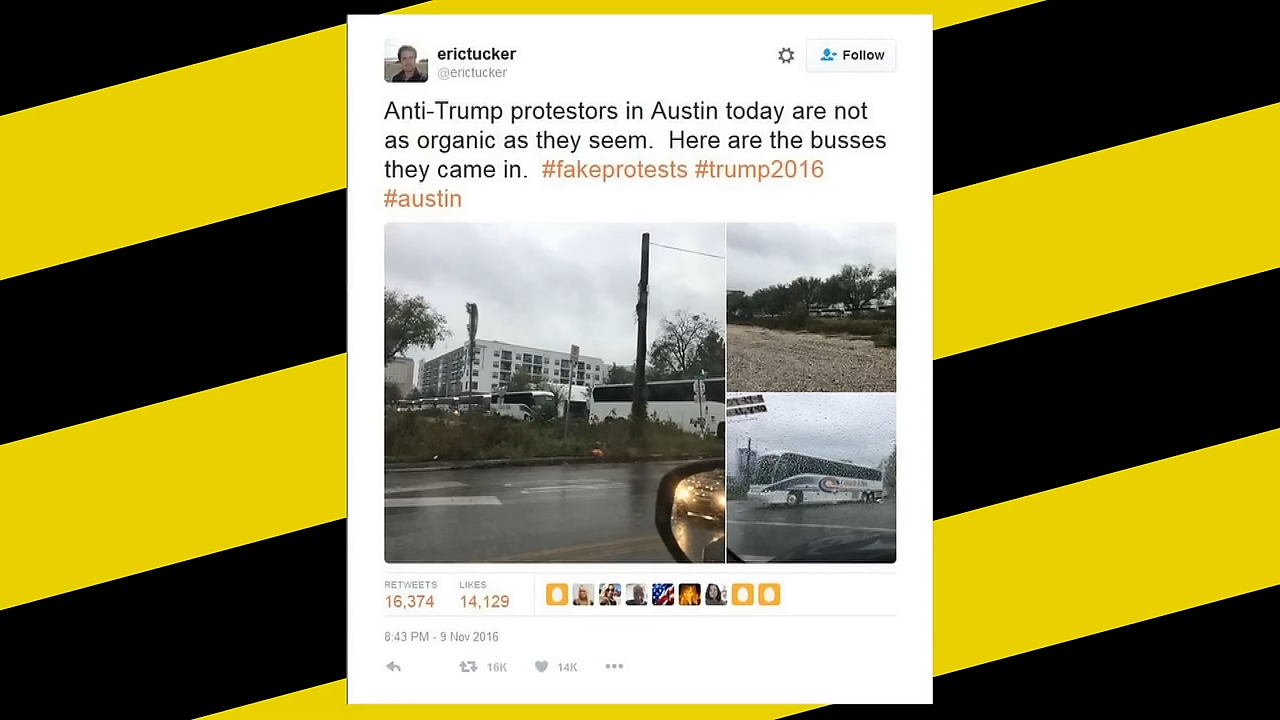 erictucker
@erictucker
Follow
Anti-Trump protestors in Austin today are not
as organic as they seem.  Here are the busses
they came in.  #fakeprotests #trump2016
#austin
RETWEETS
LIKES
16,374
14,129
8:43 PM - 9 Nov 2016
16K
14K